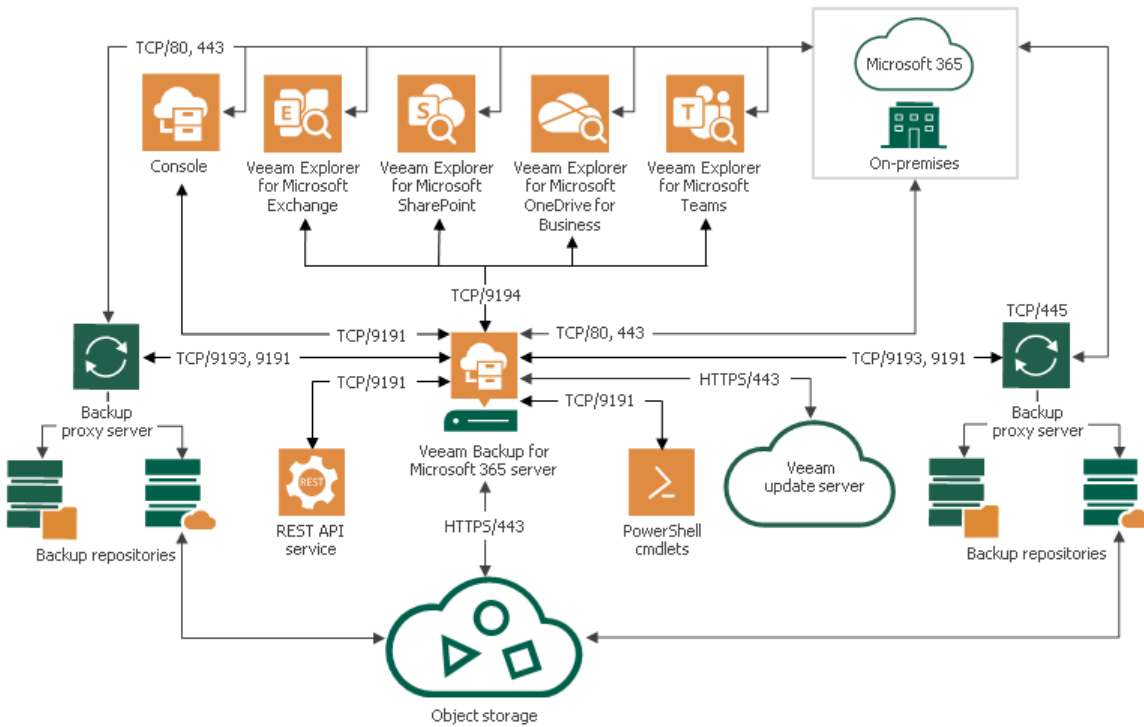 TCP/80, 443
Microsoft 365
On-premises
E
S
T
Console
Veeam Explorer
for Microsoft
Exchange
Veeam Explorer
for Microsoft
SharePoint
Veeam Explorer
for Microsoft
OneDrive for
Business
Veeam Explorer
for Microsoft
Teams
TCP/9194
TCP/9191
TCP/80, 443
TCP/445
TCP/9193, 9191
TCP/9193, 9191
TCP/9191
HTTPS/443
TCP/9191
Backup
proxy server
Veeam Backup for
Microsoft 365 server
Veeam
update server
Backup
proxy server
REST
REST API
service
PowerShell
cmdlets
HTTPS/443
Backup repositories
Backup repositories
Object storage